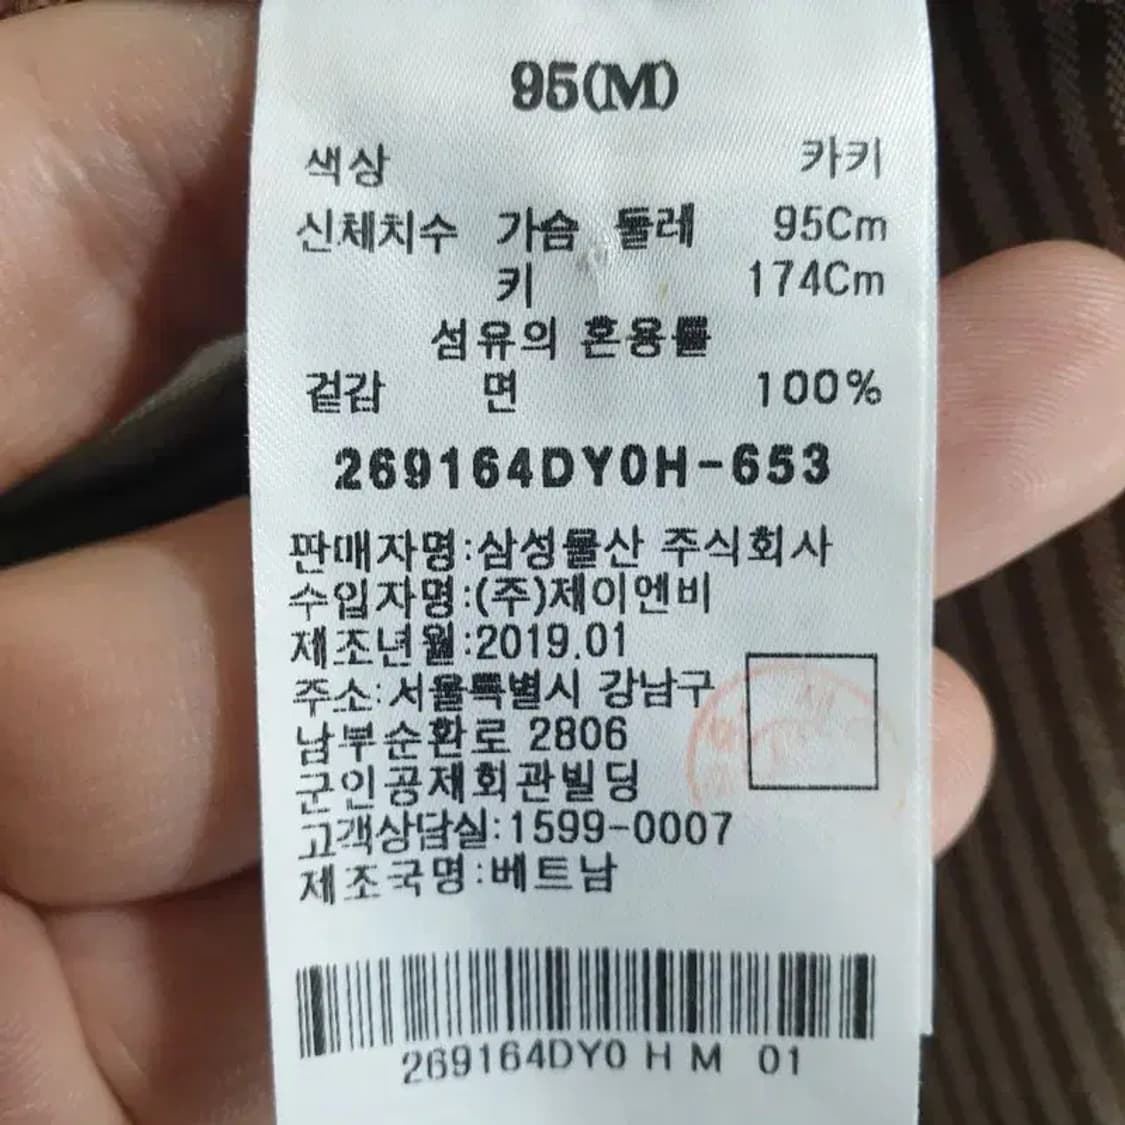 95(M)
색상 카키
신체치수 가슴 둘레 95Cm
키 174Cm
섬유의 혼용률
겉감 면 100%
269164DY0H-653
판매자명:삼성물산 주식회사
수입자명:(주)제이엔비
제조년월:2019.01
주소:서울특별시 강남구
남부순환로 2806
군인공제회관빌딩
고객상담실:1599-0007
제조국명:베트남
269164DY0 H M 01